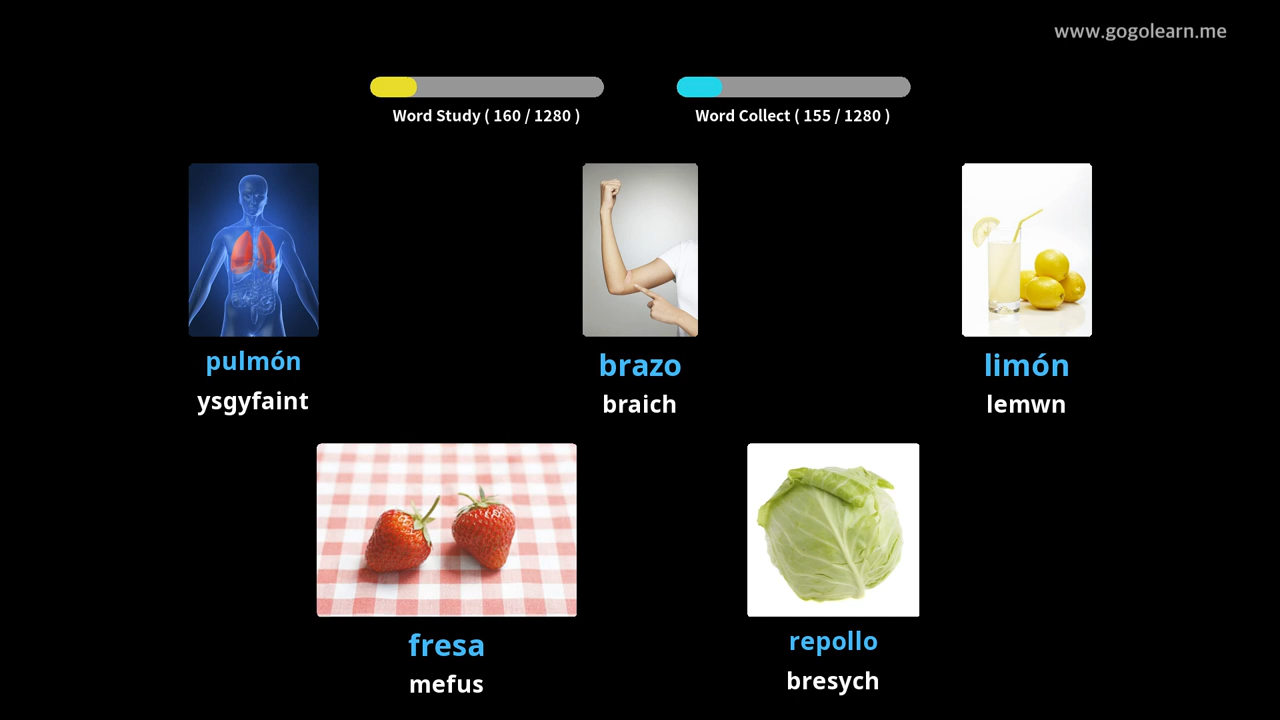 www.gogolearn.me
Word Study ( 160 / 1280 )
Word Collect ( 155 / 1280 )
pulmón
ysgyfaint
brazo
braich
limón
lemwn
fresa
mefus
repollo
bresych